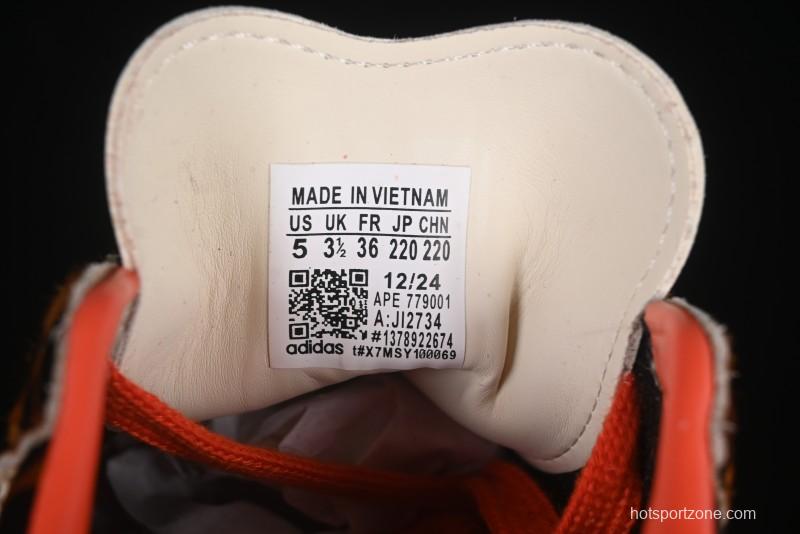 MADE IN VIETNAM
US UK FR JP CHN
5 3½ 36 220 220
12/24
APE 779001
A:JI2734
#1378922674
adidas t#X7MSY100069
hotsportzone.com